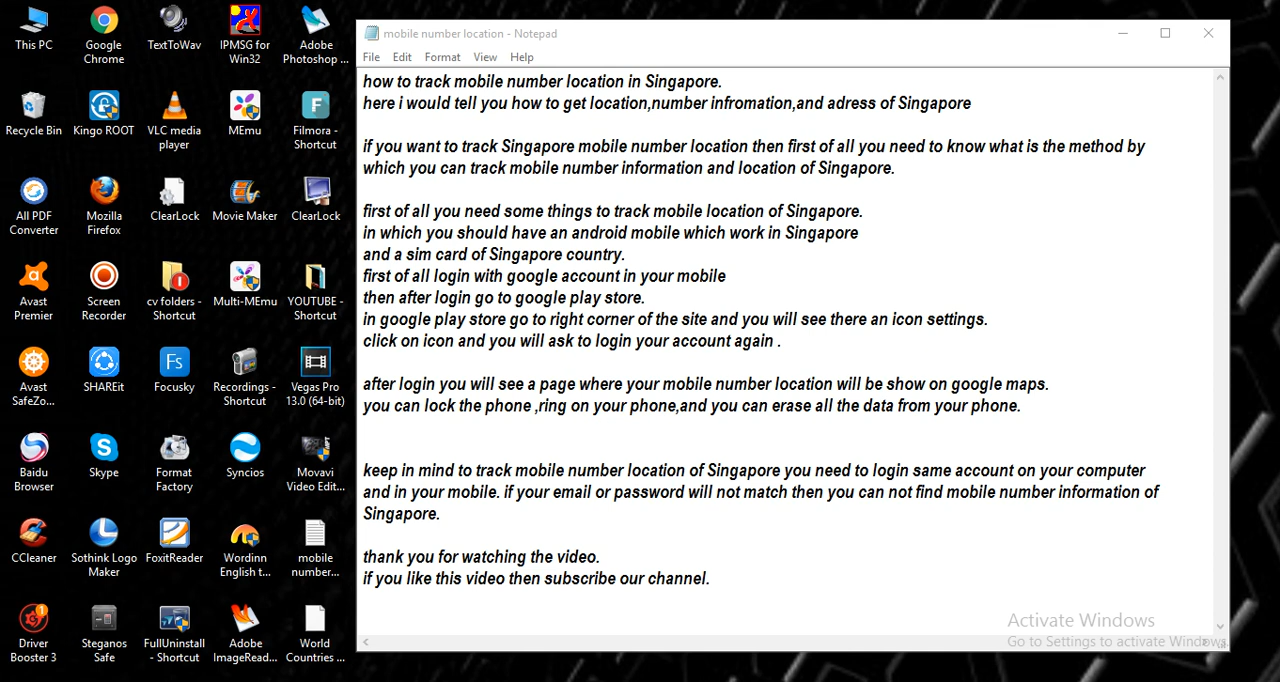 This PC
Google
Chrome
TextToWav
IPMSG for
Win32
Adobe
Photoshop ...
Recycle Bin
Kingo ROOT
VLC media
player
MEmu
Filmora -
Shortcut
All PDF
Converter
Mozilla
Firefox
ClearLock
Movie Maker
ClearLock
Avast
Premier
Screen
Recorder
cv folders -
Shortcut
Multi-MEmu
YOUTUBE -
Shortcut
Avast
SafeZo...
SHAREit
Focusky
Recordings -
Shortcut
Vegas Pro
13.0 (64-bit)
Baidu
Browser
Skype
Format
Factory
Syncios
Movavi
Video Edit...
CCleaner
Sothink Logo
Maker
FoxitReader
Wordinn
English t...
mobile
number...
Driver
Booster 3
Steganos
Safe
FullUninstall
- Shortcut
Adobe
ImageRead...
World
Countries ...
mobile number location - Notepad
File Edit Format View Help
how to track mobile number location in Singapore.
here i would tell you how to get location,number infromation,and adress of Singapore
if you want to track Singapore mobile number location then first of all you need to know what is the method by
which you can track mobile number information and location of Singapore.
first of all you need some things to track mobile location of Singapore.
in which you should have an android mobile which work in Singapore
and a sim card of Singapore country.
first of all login with google account in your mobile
then after login go to google play store.
in google play store go to right corner of the site and you will see there an icon settings.
click on icon and you will ask to login your account again .
after login you will see a page where your mobile number location will be show on google maps.
you can lock the phone ,ring on your phone,and you can erase all the data from your phone.
keep in mind to track mobile number location of Singapore you need to login same account on your computer
and in your mobile. if your email or password will not match then you can not find mobile number information of
Singapore.
thank you for watching the video.
if you like this video then subscribe our channel.
Activate Windows
Go to Settings to activate Windows.